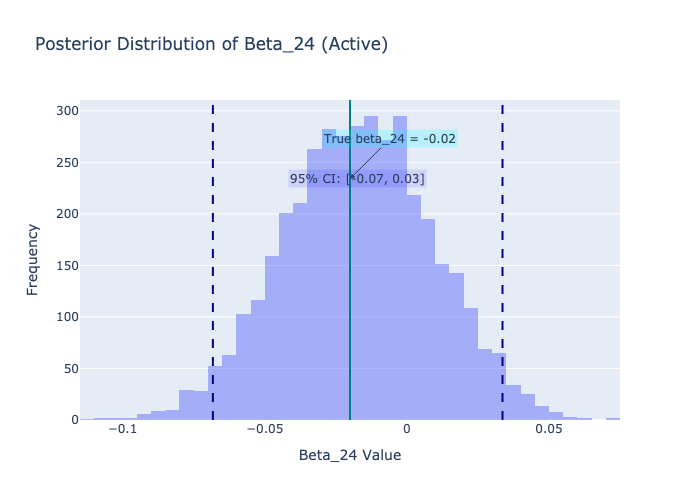 Posterior Distribution of Beta_24 (Active)
300
True beta_24 = -0.02
250
95% CI: [-0.07, 0.03]
200
Frequency
150
100
50
0
−0.1
−0.05
0
0.05
Beta_24 Value